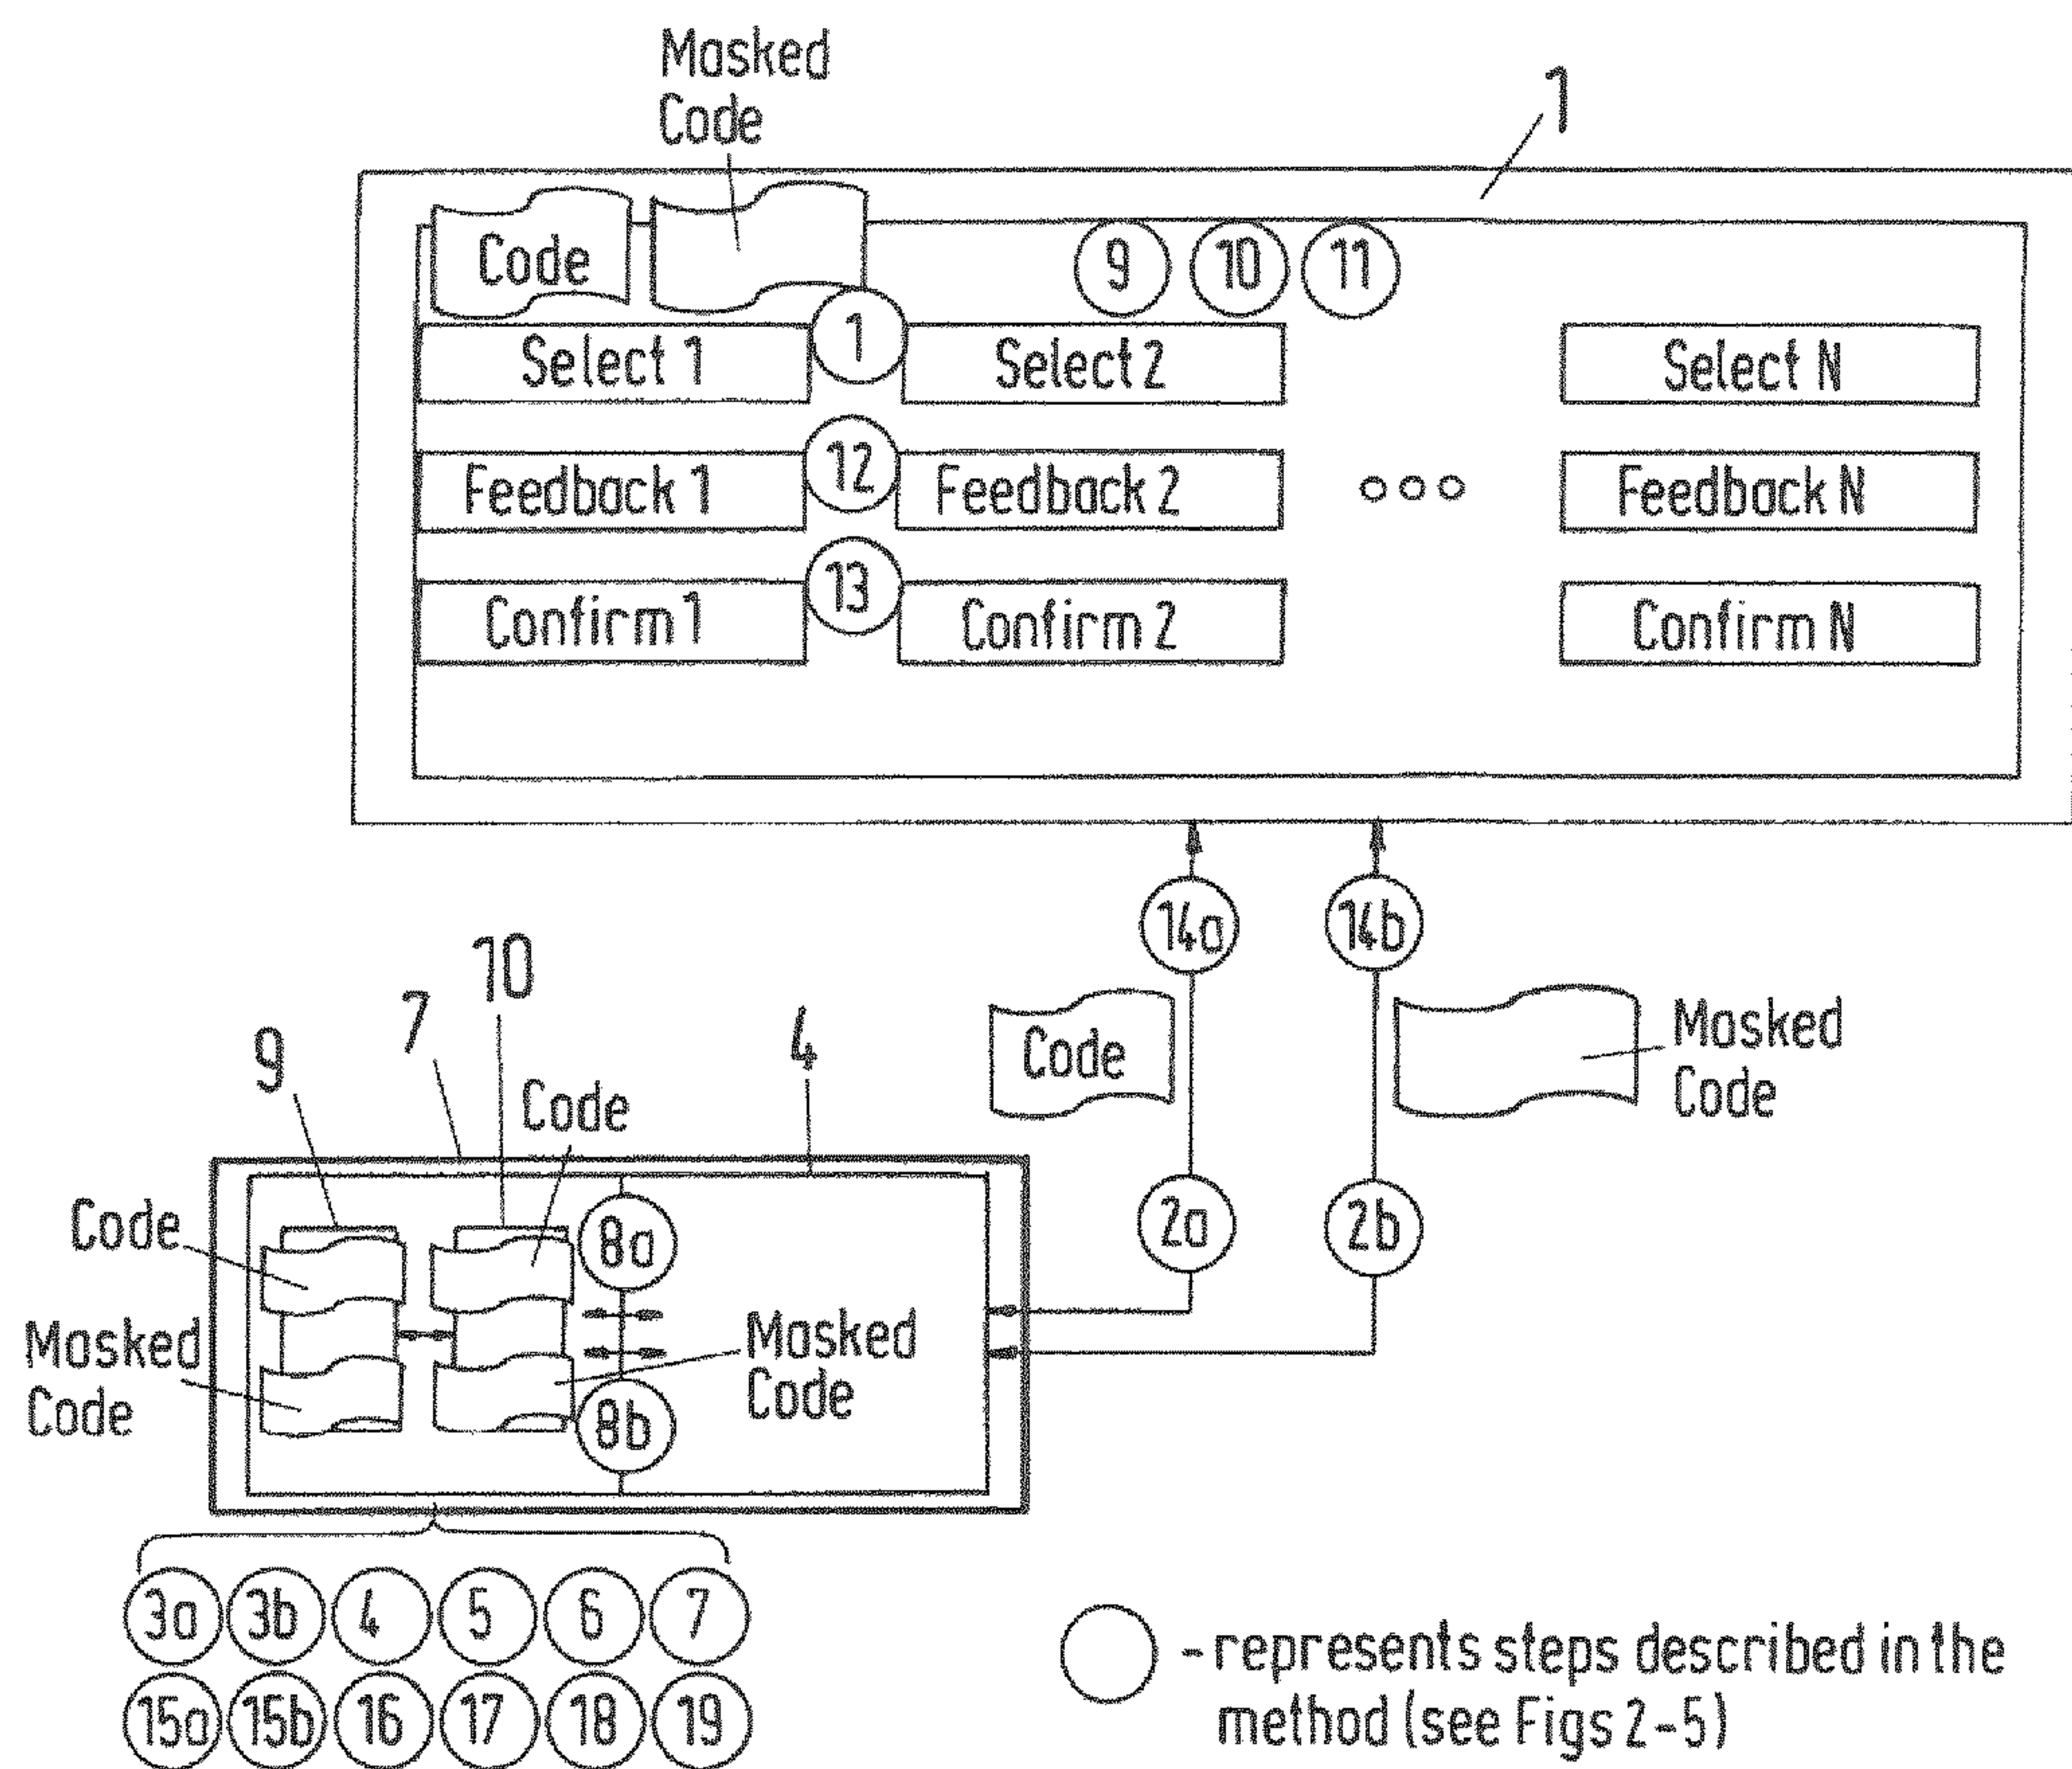 Masked
Code
1
Code
9 10 11
1
Select 1 Select 2 Select N
12
Feedback 1 Feedback 2 Feedback N
13
Confirm 1 Confirm 2 Confirm N
14a 14b
Code
Masked
Code
9 7 10 4
Code
2a 2b
Code
8a
Masked
Code
Masked
Code
8b
3a 3b 4 5 6 7
15a 15b 16 17 18 19
- represents steps described in the
method (see Figs 2-5)